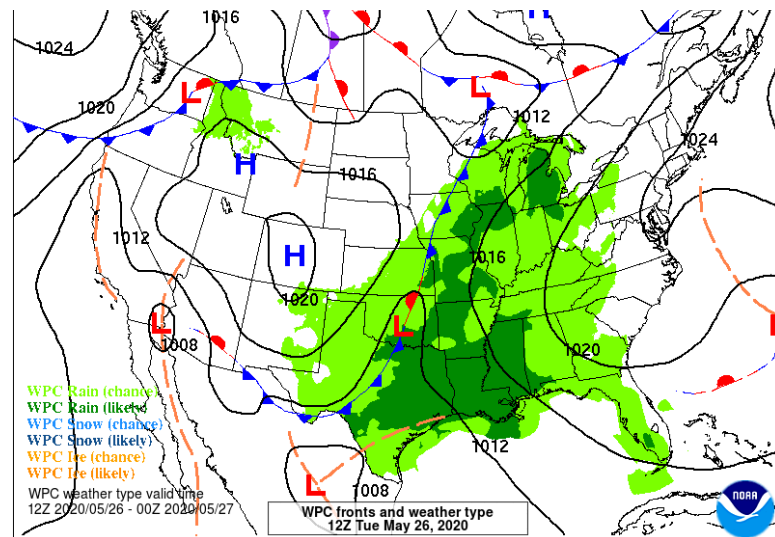 1016
H
1024
L
L
1020
1012
1024
H
1016
1012
H
1016
1020
L
L
L
1008
1020
WPC Rain (chance)
WPC Rain (likely)
WPC Snow (chance)
WPC Snow (likely)
WPC Ice (chance)
WPC Ice (likely)
1012
L
1008
WPC weather type valid time
12Z 2020/05/26 - 00Z 2020/05/27
WPC fronts and weather type
12Z Tue May 26, 2020
NOAA